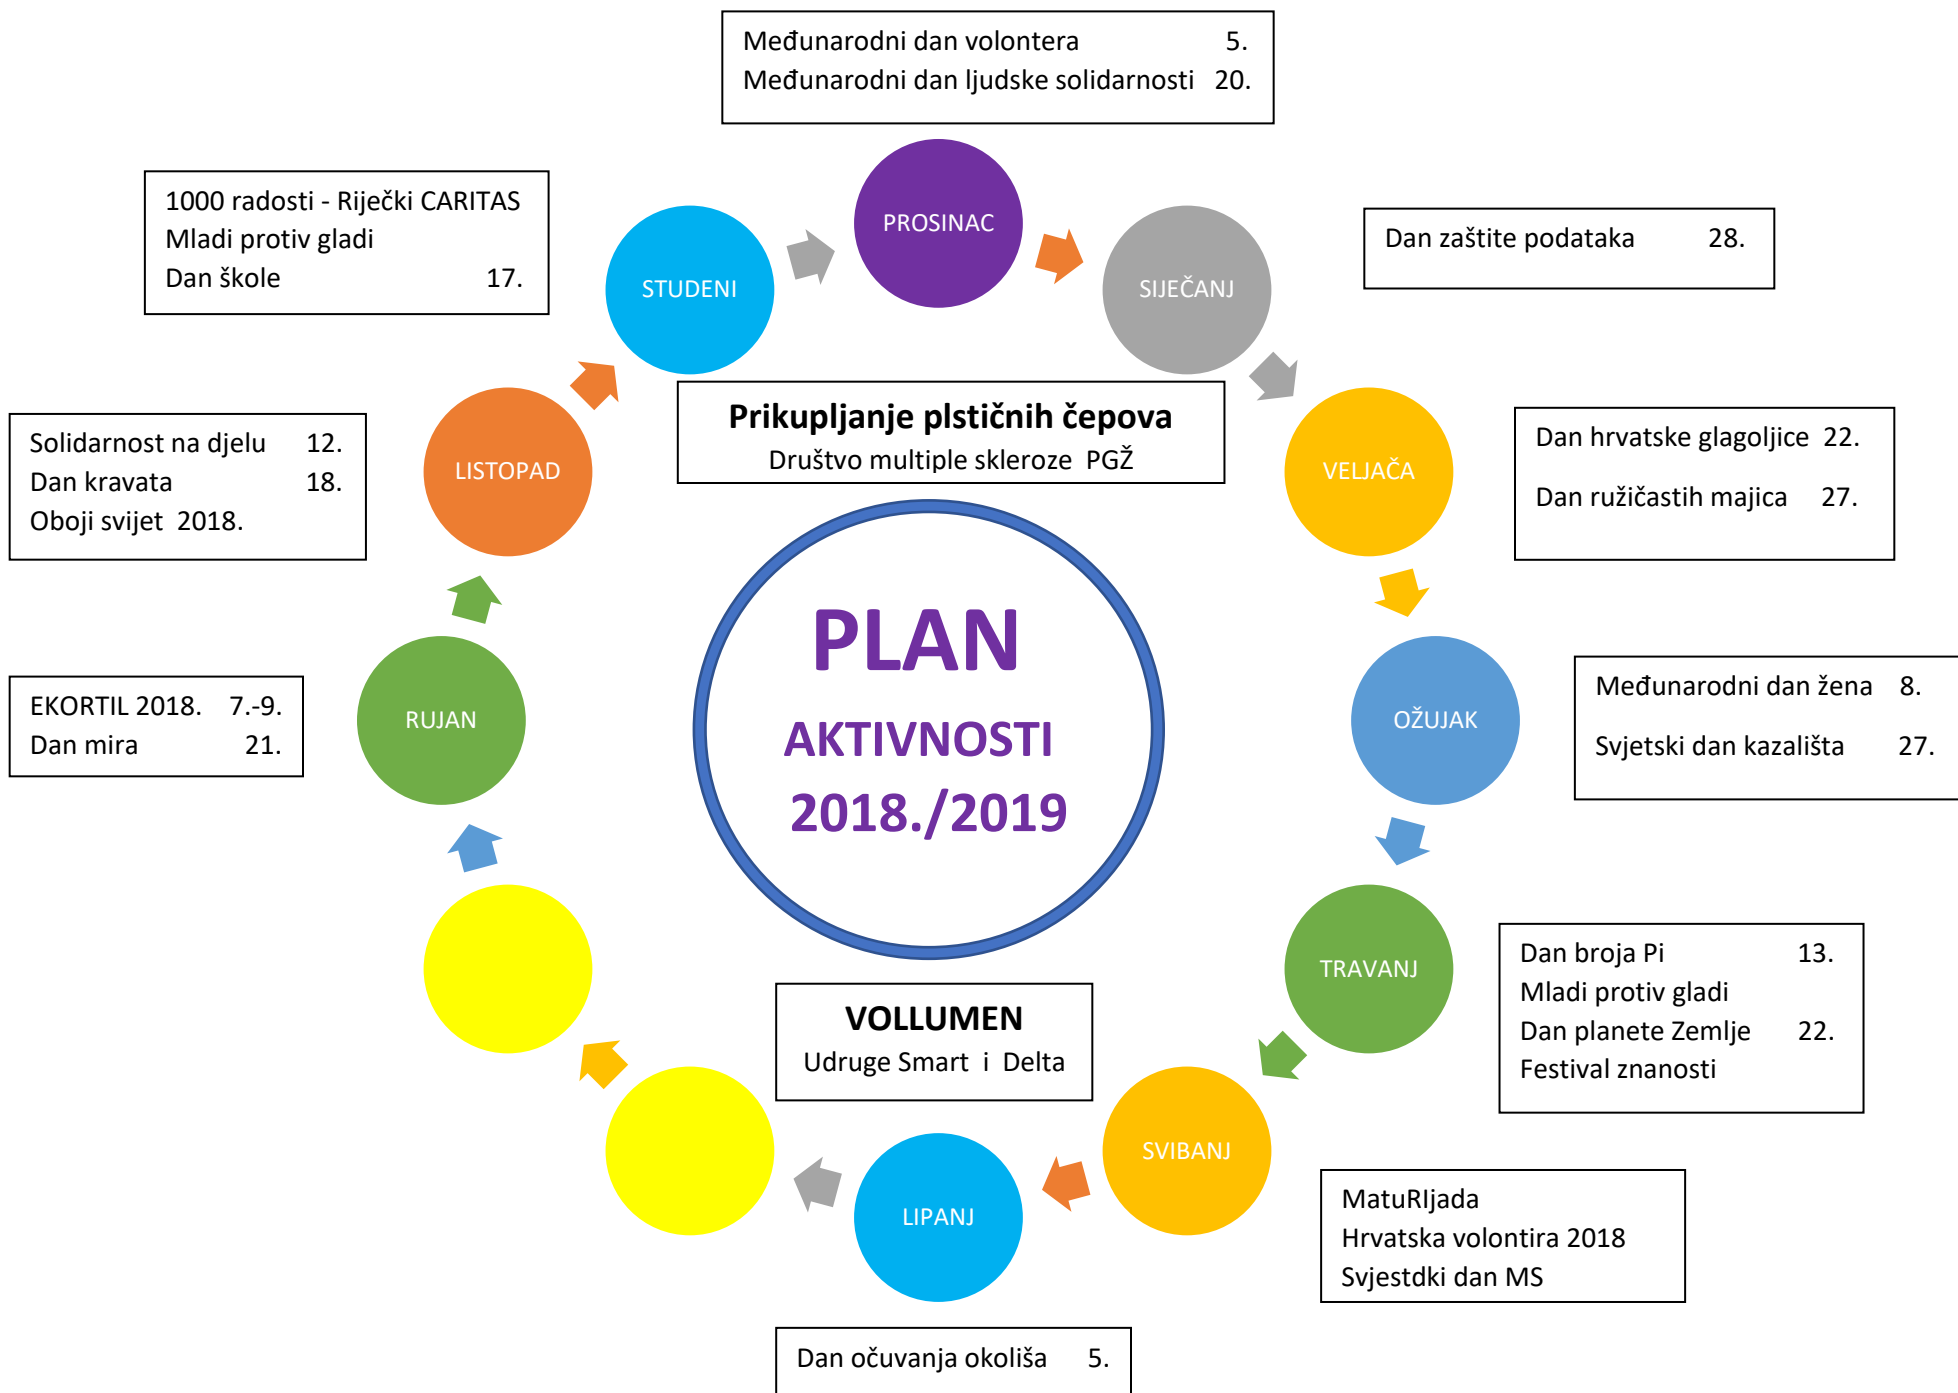 Međunarodni dan volontera 5.
Međunarodni dan ljudske solidarnosti 20.
PROSINAC
1000 radosti - Riječki CARITAS
Mladi protiv gladi
Dan škole 17.
STUDENI
SIJEČANJ
Dan zaštite podataka 28.
Prikupljanje plstičnih čepova
Društvo multiple skleroze PGŽ
Solidarnost na djelu 12.
Dan kravata 18.
Oboji svijet 2018.
LISTOPAD
VELJAČA
Dan hrvatske glagoljice 22.
Dan ružičastih majica 27.
PLAN
AKTIVNOSTI
2018./2019
EKORTIL 2018. 7.-9.
Dan mira 21.
RUJAN
OŽUJAK
Međunarodni dan žena 8.
Svjetski dan kazališta 27.
TRAVANJ
Dan broja Pi 13.
Mladi protiv gladi
Dan planete Zemlje 22.
Festival znanosti
VOLLUMEN
Udruge Smart i Delta
SVIBANJ
MatuRIjada
Hrvatska volontira 2018
Svjestdki dan MS
LIPANJ
Dan očuvanja okoliša 5.